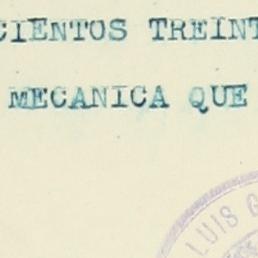 CIENTOS TREINT
MECANICA QUE
LUIS G